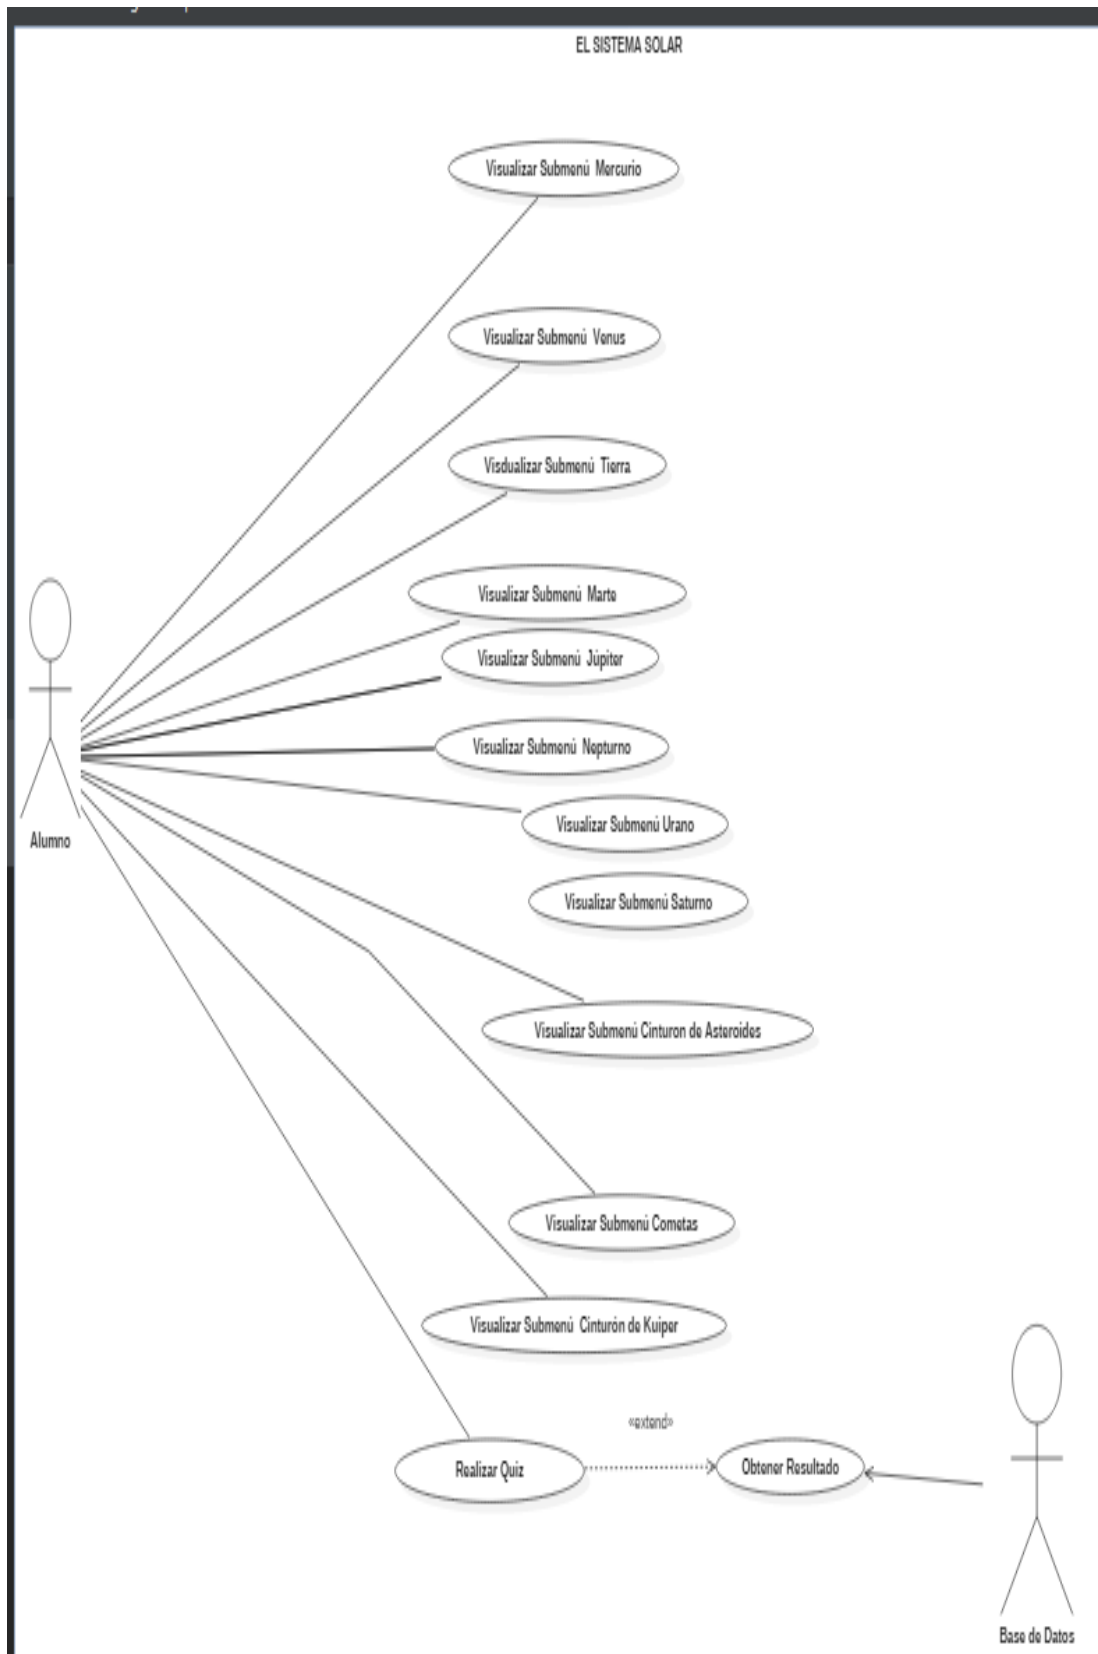 EL SISTEMA SOLAR
Visualizar Submenú Mercurio
Visualizar Submenú Venus
Visdualizar Submenú Tierra
Visualizar Submenú Marte
Visualizar Submenú Júpiter
Visualizar Submenú Nepturno
Visualizar Submenú Urano
Alumno
Visualizar Submenú Saturno
Visualizar Submenú Cinturon de Asteroides
Visualizar Submenú Cometas
Visualizar Submenú Cinturón de Kuiper
«extend»
Realizar Quiz
Obtener Resultado
Base de Datos